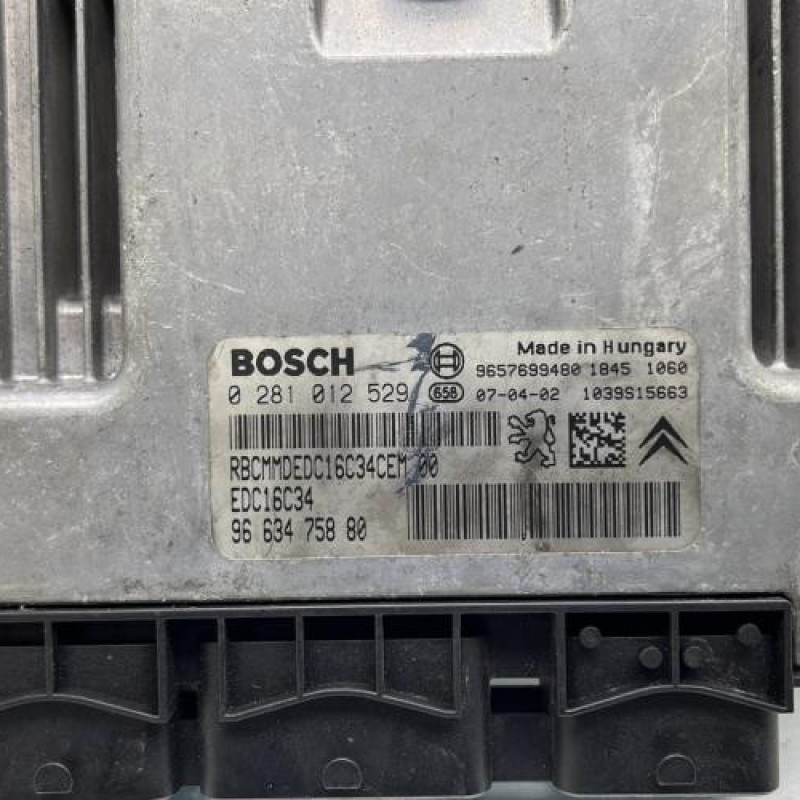 BOSCH
Made in Hungary
9657699480 1845 1060
0 281 012 529
658
07-04-02
1039S15663
RBCMMDEDC16C34CEM 00
EDC16C34
96 634 758 80